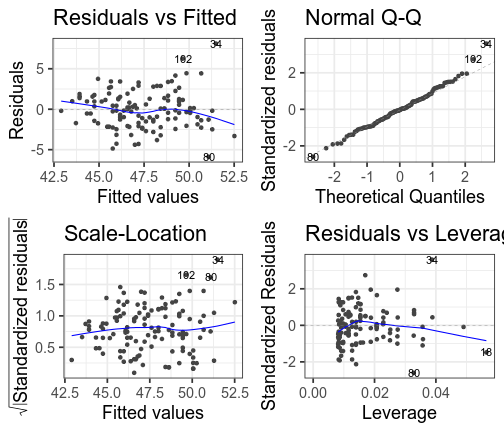 Residuals vs Fitted
Residuals
5
0
-5
34
102
80
42.5 45.0 47.5 50.0 52.5
Fitted values
Normal Q-Q
Standardized residuals
2
0
-2
34
102
80
-2 -1 0 1 2
Theoretical Quantiles
Scale-Location
√|Standardized residuals|
1.5
1.0
0.5
34
102 80
42.5 45.0 47.5 50.0 52.5
Fitted values
Residuals vs Leverag
Standardized Residuals
2
0
-2
34
18
80
0.00 0.02 0.04
Leverage